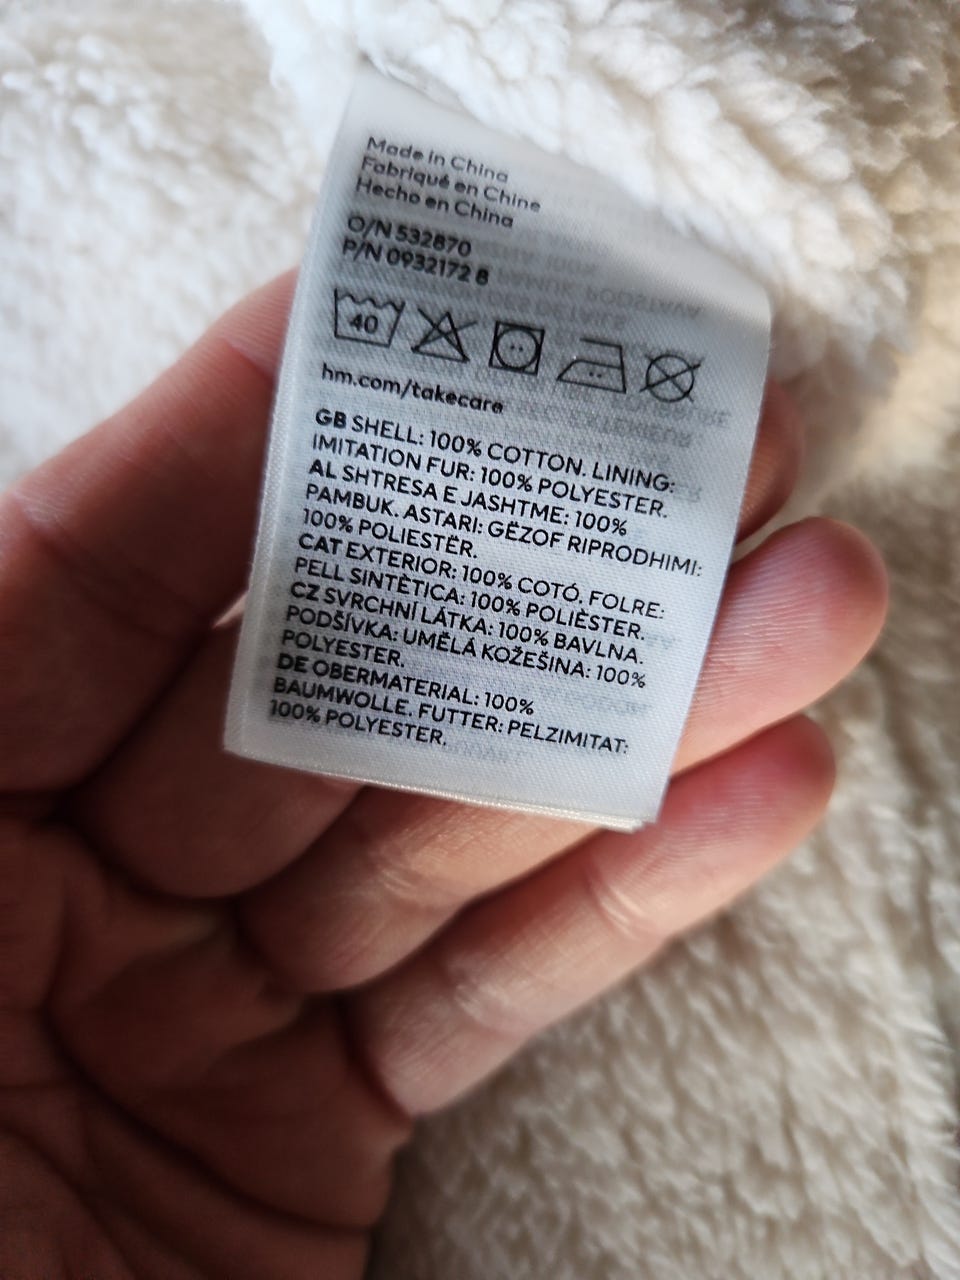 Made in China
Fabriqué en Chine
Hecho en China
O/N 532870
P/N 0932172 8
40
hm.com/takecare
GB SHELL: 100% COTTON. LINING:
IMITATION FUR: 100% POLYESTER.
AL SHTRESA E JASHTME: 100%
PAMBUK. ASTARI: GËZOF RIPRODHIMI:
100% POLIESTËR.
CAT EXTERIOR: 100% COTÓ. FOLRE:
PELL SINTÈTICA: 100% POLIÈSTER.
CZ SVRCHNÍ LÁTKA: 100% BAVLNA.
PODŠÍVKA: UMĚLÁ KOŽEŠINA: 100%
POLYESTER.
DE OBERMATERIAL: 100%
BAUMWOLLE. FUTTER: PELZIMITAT:
100% POLYESTER.